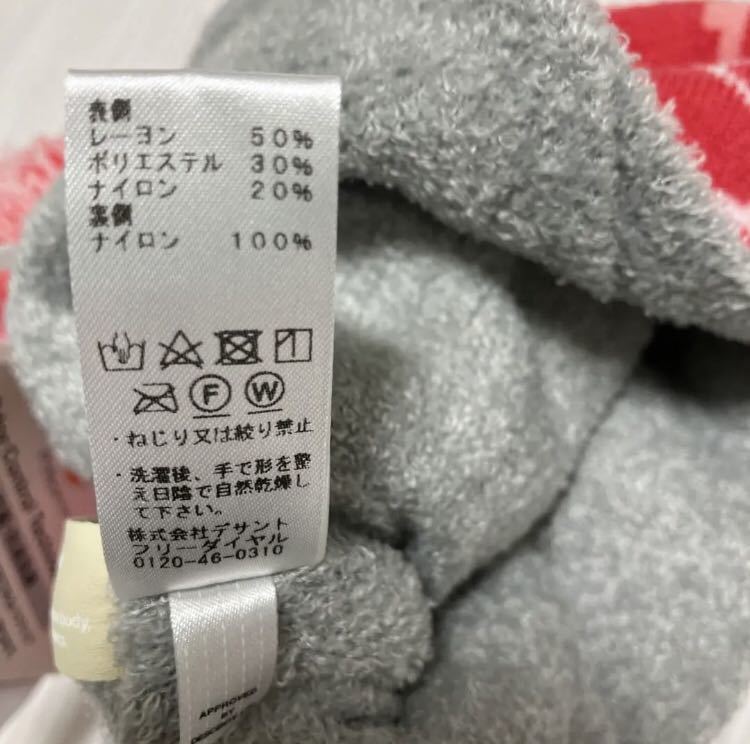 表側
レーヨン 50%
ポリエステル 30%
ナイロン 20%
裏側
ナイロン 100%
F W
・ねじり又は絞り禁止
・洗濯後、手で形を整
え日陰で自然乾燥し
て下さい。
株式会社デサント
フリーダイヤル
0120-46-0310
APPROVED
BY